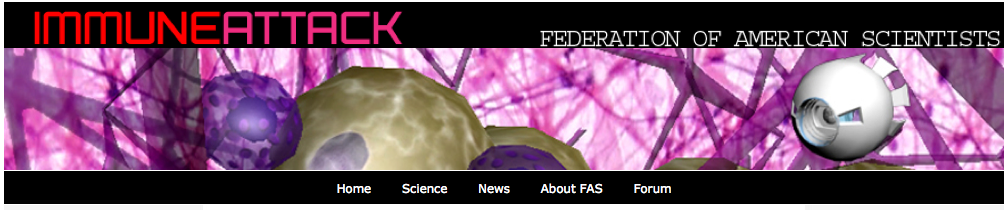 IMMUNEATTACK
FEDERATION OF AMERICAN SCIENTISTS
Home Science News About FAS Forum